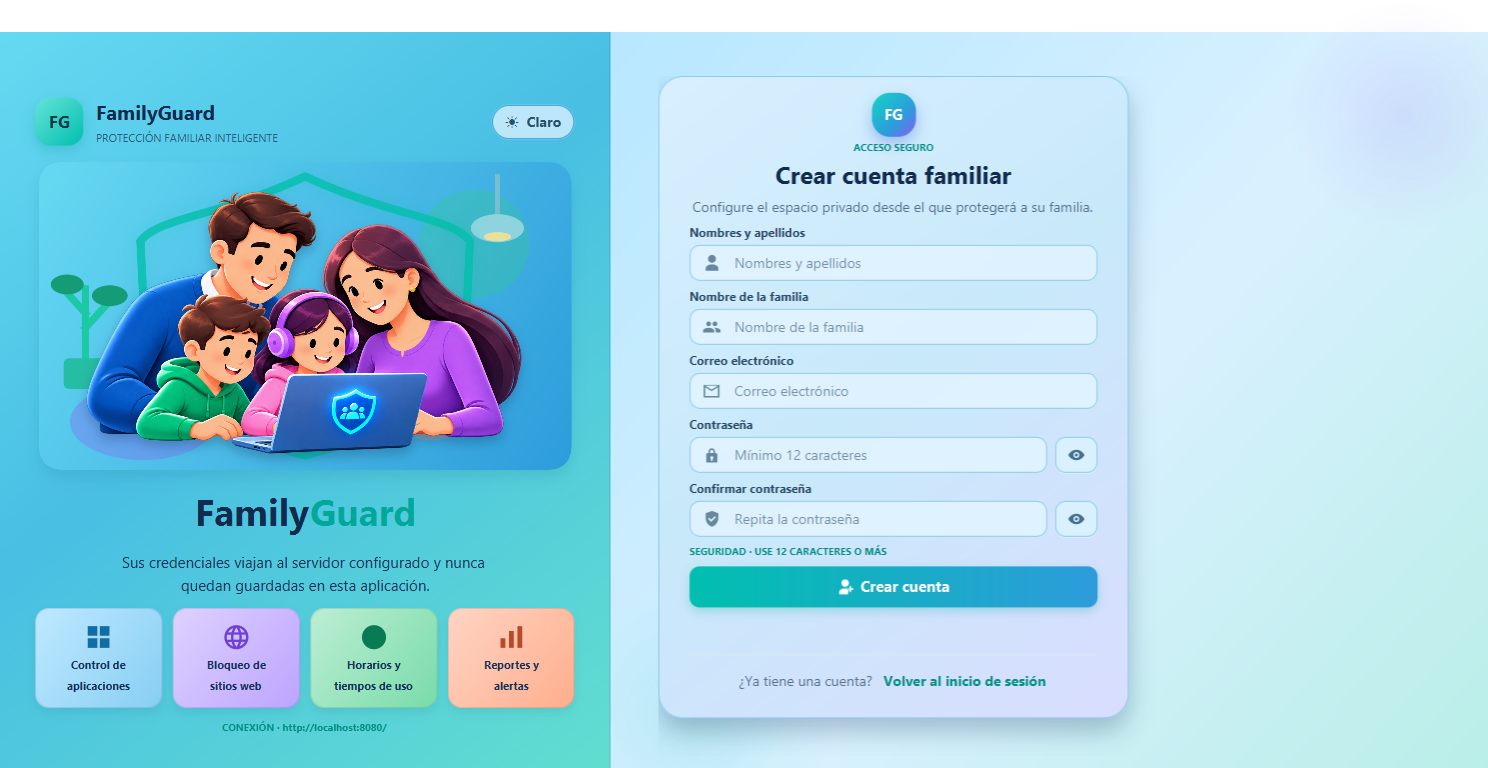 FG
FamilyGuard
PROTECCIÓN FAMILIAR INTELIGENTE
Claro
FamilyGuard
Sus credenciales viajan al servidor configurado y nunca
quedan guardadas en esta aplicación.
Control de
aplicaciones
Bloqueo de
sitios web
Horarios y
tiempos de uso
Reportes y
alertas
CONEXIÓN · http://localhost:8080/
FG
ACCESO SEGURO
Crear cuenta familiar
Configure el espacio privado desde el que protegerá a su familia.
Nombres y apellidos
Nombres y apellidos
Nombre de la familia
Nombre de la familia
Correo electrónico
Correo electrónico
Contraseña
Mínimo 12 caracteres
Confirmar contraseña
Repita la contraseña
SEGURIDAD · USE 12 CARACTERES O MÁS
Crear cuenta
¿Ya tiene una cuenta? Volver al inicio de sesión